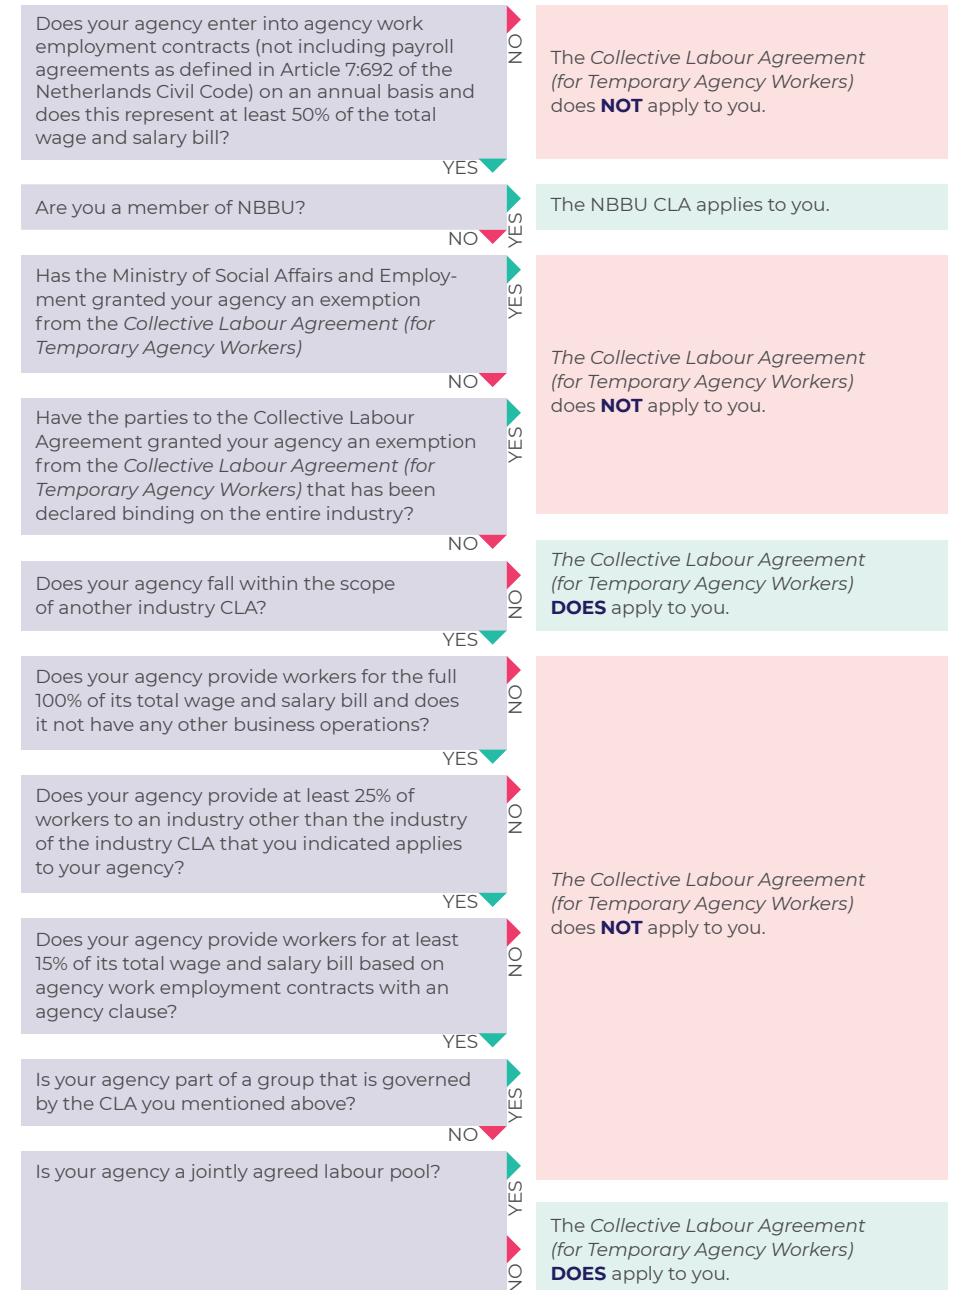 Does your agency enter into agency work
employment contracts (not including payroll
agreements as defined in Article 7:692 of the
Netherlands Civil Code) on an annual basis and
does this represent at least 50% of the total
wage and salary bill?
NO
The Collective Labour Agreement
(for Temporary Agency Workers)
does NOT apply to you.
YES
Are you a member of NBBU?
YES
The NBBU CLA applies to you.
NO
Has the Ministry of Social Affairs and Employ-
ment granted your agency an exemption
from the Collective Labour Agreement (for
Temporary Agency Workers)
YES
NO
The Collective Labour Agreement
(for Temporary Agency Workers)
does NOT apply to you.
Have the parties to the Collective Labour
Agreement granted your agency an exemption
from the Collective Labour Agreement (for
Temporary Agency Workers) that has been
declared binding on the entire industry?
YES
NO
Does your agency fall within the scope
of another industry CLA?
NO
The Collective Labour Agreement
(for Temporary Agency Workers)
DOES apply to you.
YES
Does your agency provide workers for the full
100% of its total wage and salary bill and does
it not have any other business operations?
NO
YES
Does your agency provide at least 25% of
workers to an industry other than the industry
of the industry CLA that you indicated applies
to your agency?
NO
YES
The Collective Labour Agreement
(for Temporary Agency Workers)
does NOT apply to you.
Does your agency provide workers for at least
15% of its total wage and salary bill based on
agency work employment contracts with an
agency clause?
NO
YES
Is your agency part of a group that is governed
by the CLA you mentioned above?
YES
NO
Is your agency a jointly agreed labour pool?
YES
NO
The Collective Labour Agreement
(for Temporary Agency Workers)
DOES apply to you.